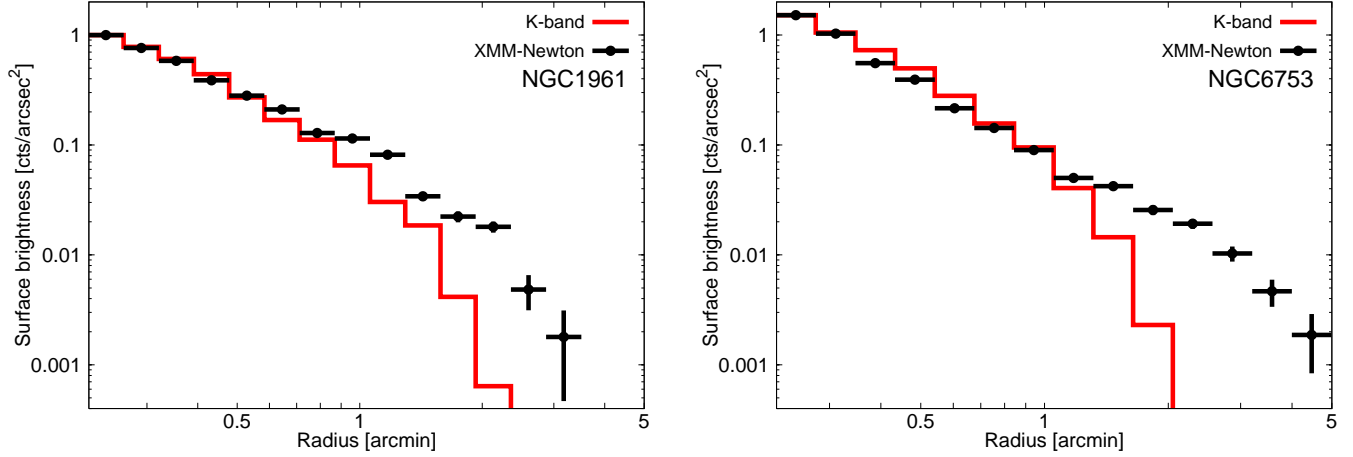 K-band
XMM-Newton
NGC1961
Surface brightness [cts/arcsec²]
1
0.1
0.01
0.001
0.5
1
5
Radius [arcmin]
K-band
XMM-Newton
NGC6753
Surface brightness [cts/arcsec²]
1
0.1
0.01
0.001
0.5
1
5
Radius [arcmin]